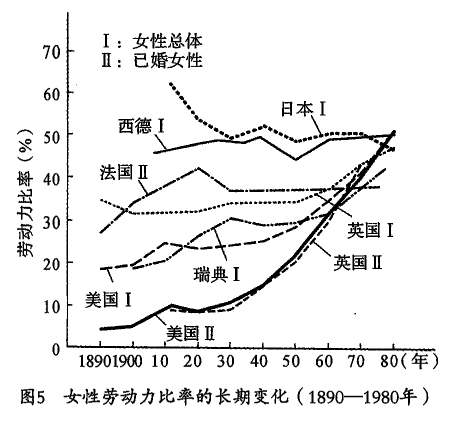 Ⅰ：女性总体
Ⅱ：已婚女性
劳动力比率（%）
70
60
50
40
30
20
10
0
日本Ⅰ
西德Ⅰ
法国Ⅱ
英国Ⅰ
瑞典Ⅰ
英国Ⅱ
美国Ⅰ
美国Ⅱ
1890 1900 10 20 30 40 50 60 70 80（年）
图5 女性劳动力比率的长期变化（1890—1980年）